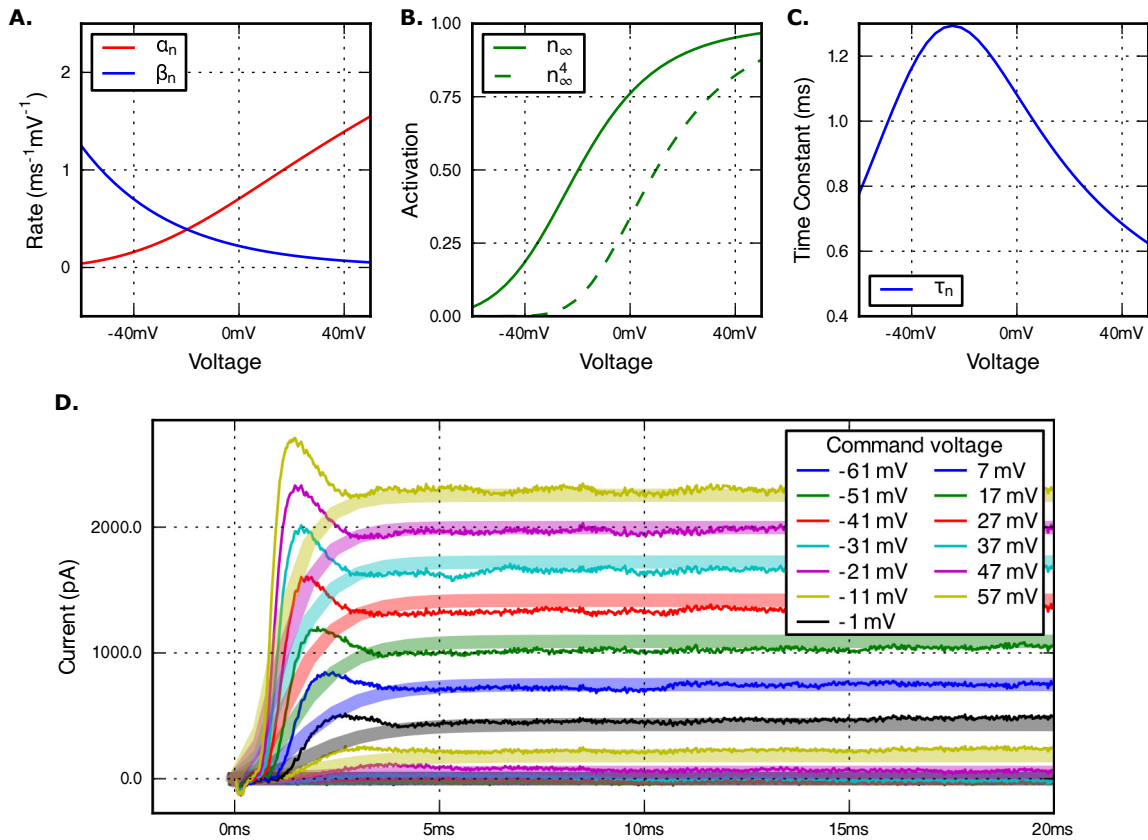 A.
αn
βn
2
1
0
Rate (ms⁻¹mV⁻¹)
-40mV 0mV 40mV
Voltage
B.
n∞
n∞⁴
1.00
0.75
0.50
0.25
0.00
Activation
-40mV 0mV 40mV
Voltage
C.
1.2
1.0
0.8
0.6
0.4
Time Constant (ms)
τn
-40mV 0mV 40mV
Voltage
D.
Current (pA)
2000.0
1000.0
0.0
Command voltage
-61 mV 7 mV
-51 mV 17 mV
-41 mV 27 mV
-31 mV 37 mV
-21 mV 47 mV
-11 mV 57 mV
-1 mV
0ms 5ms 10ms 15ms 20ms